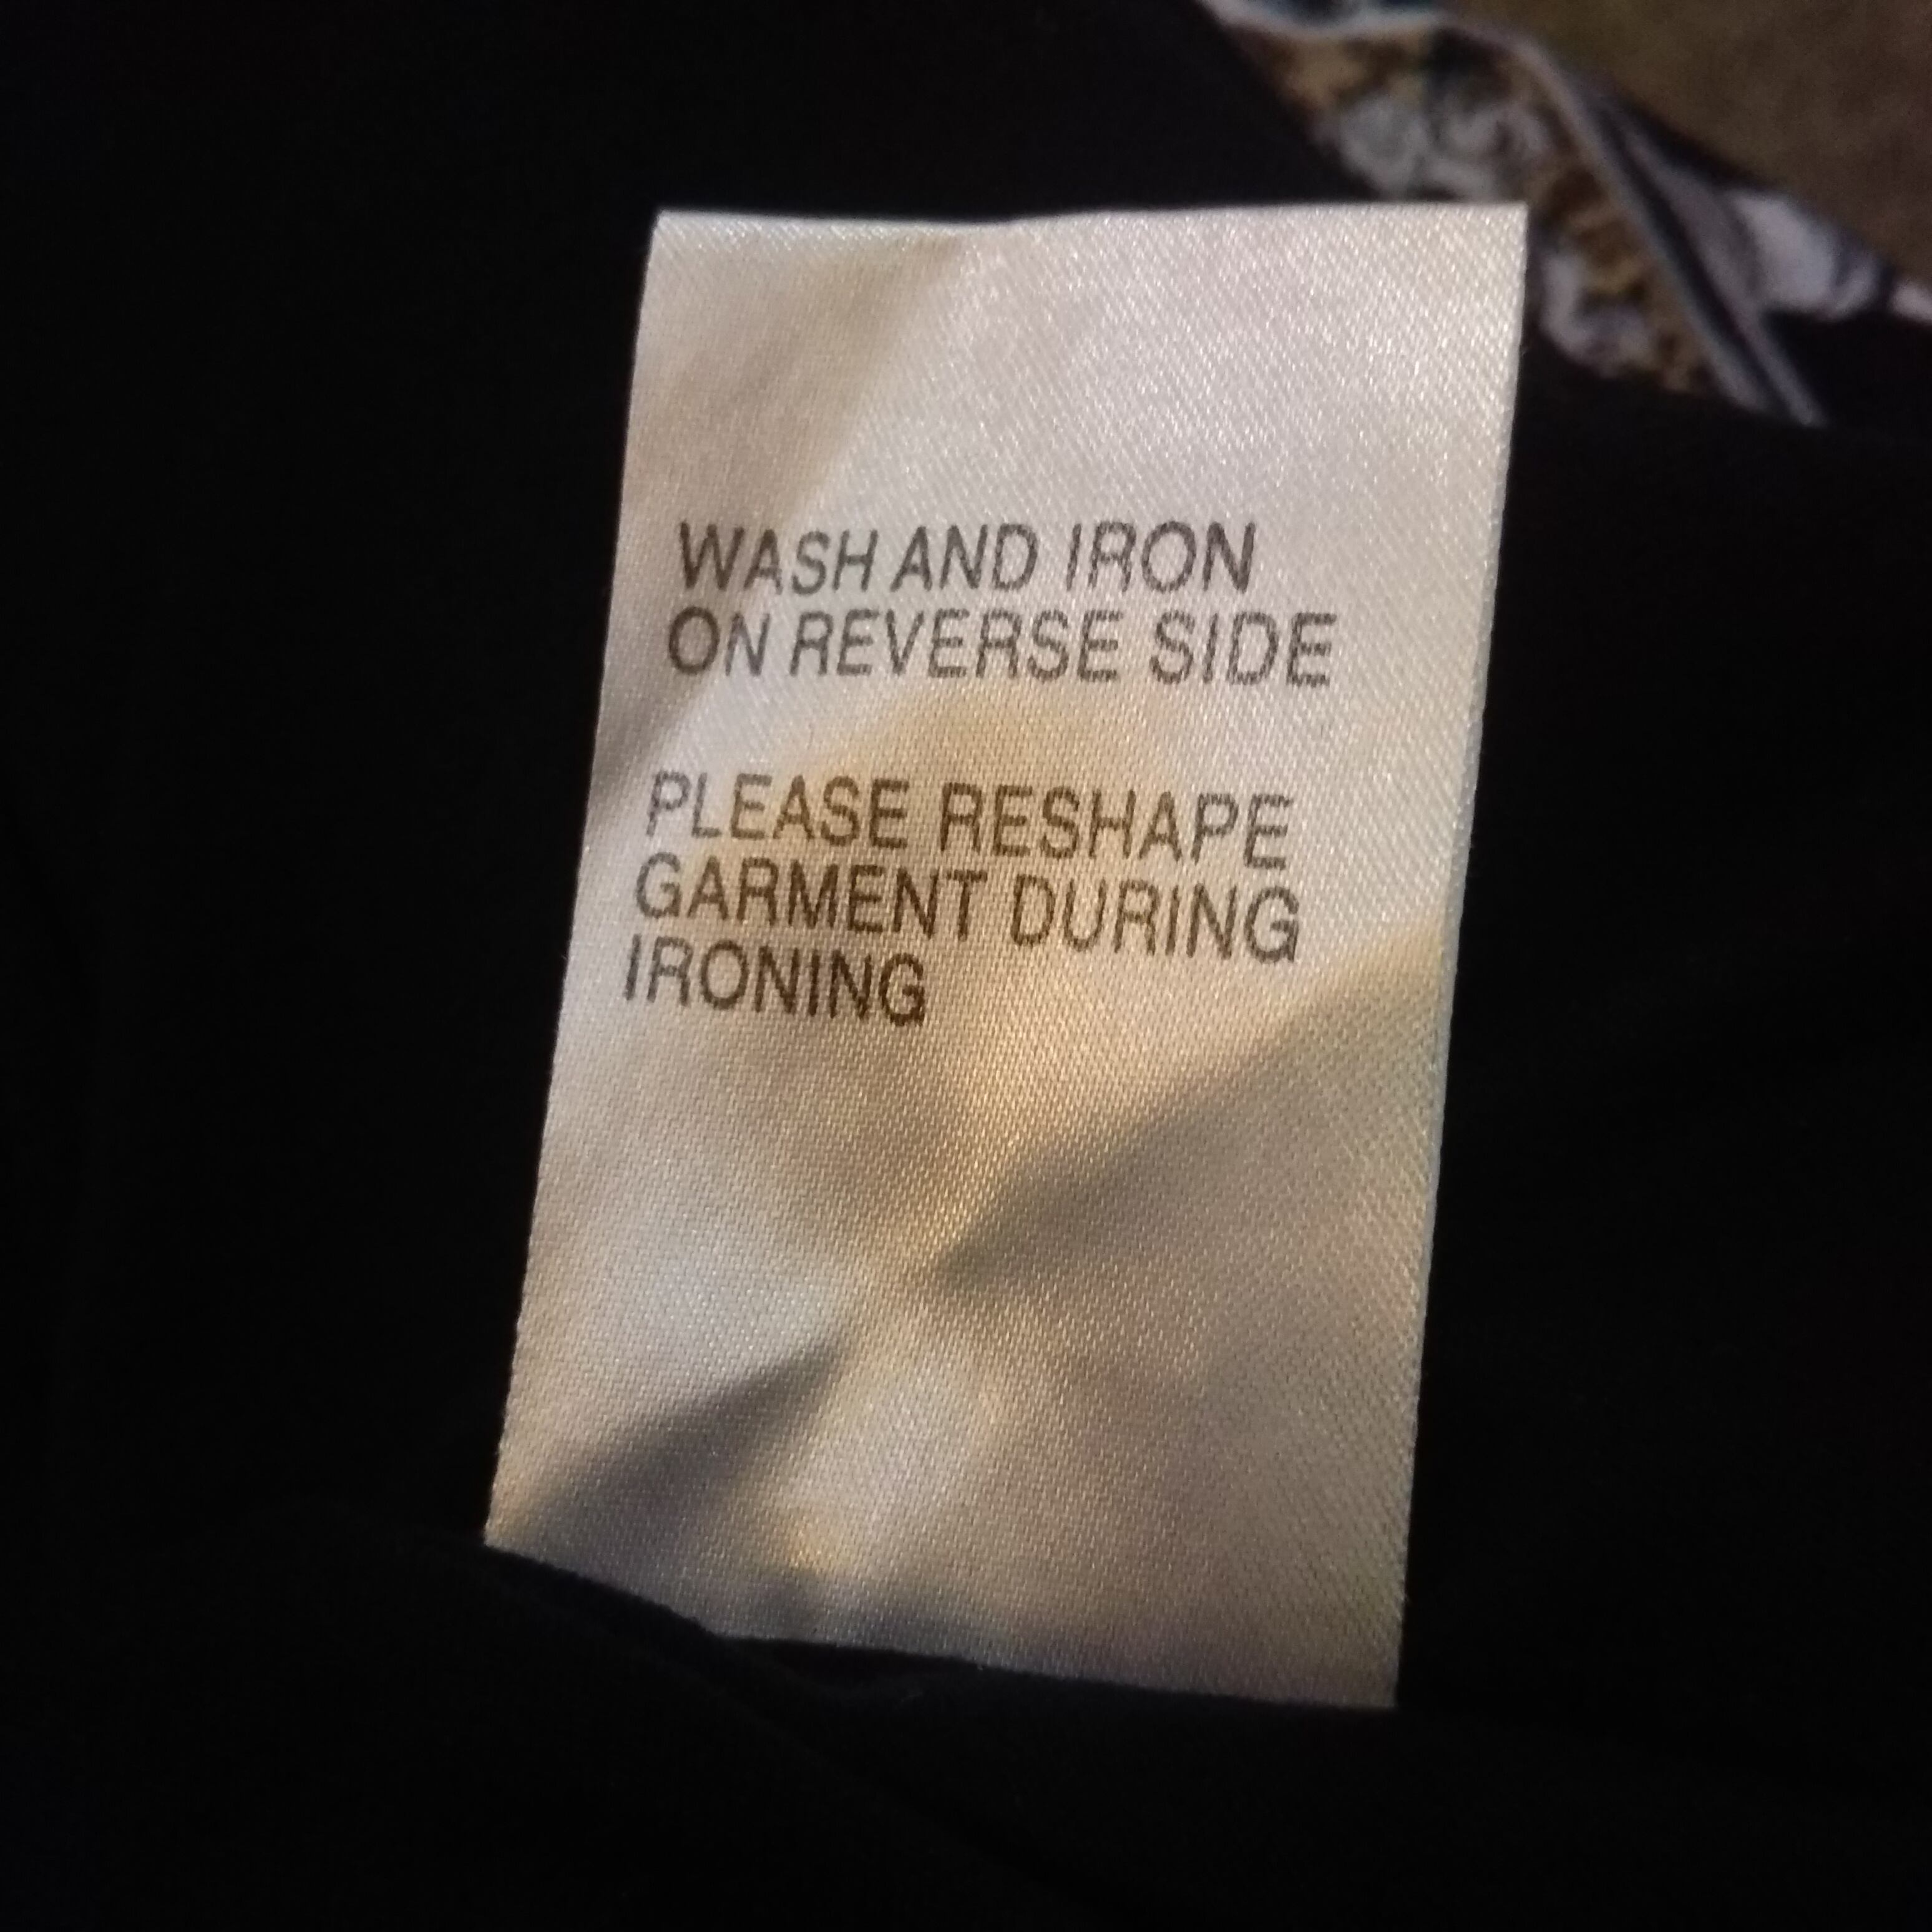 WASH AND IRON
ON REVERSE SIDE
PLEASE RESHAPE
GARMENT DURING
IRONING